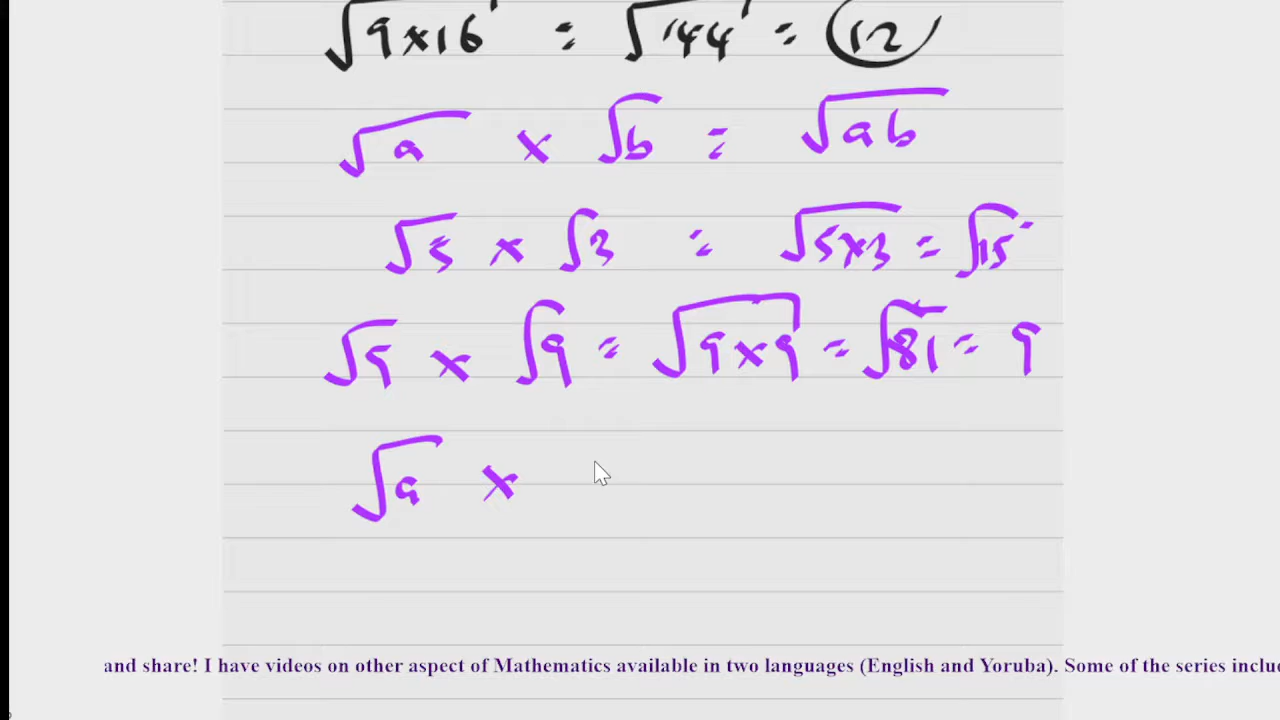 √9×16 = √144 = 12
√a × √b = √ab
√5 × √3 = √5×3 = √15
√9 × √9 = √9×9 = √81 = 9
√a ×
and share! I have videos on other aspect of Mathematics available in two languages (English and Yoruba). Some of the series inclu